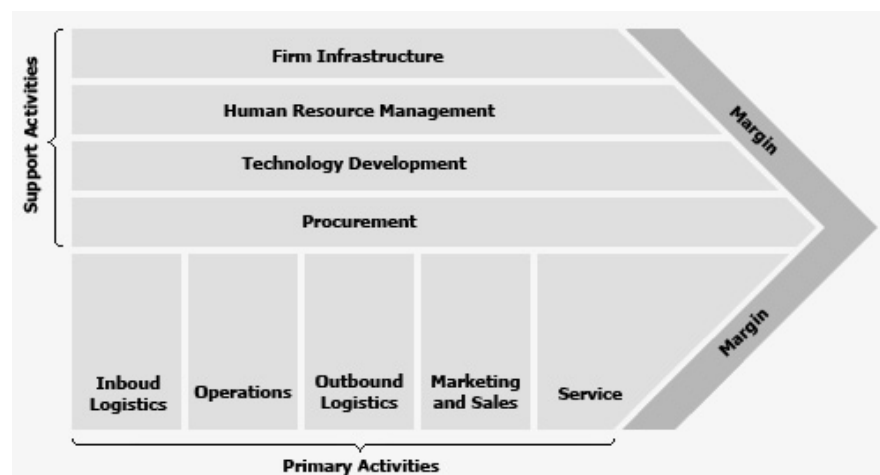 Support Activities
Firm Infrastructure
Human Resource Management
Technology Development
Procurement
Margin
Margin
Inboud
Logistics
Operations
Outbound
Logistics
Marketing
and Sales
Service
Primary Activities